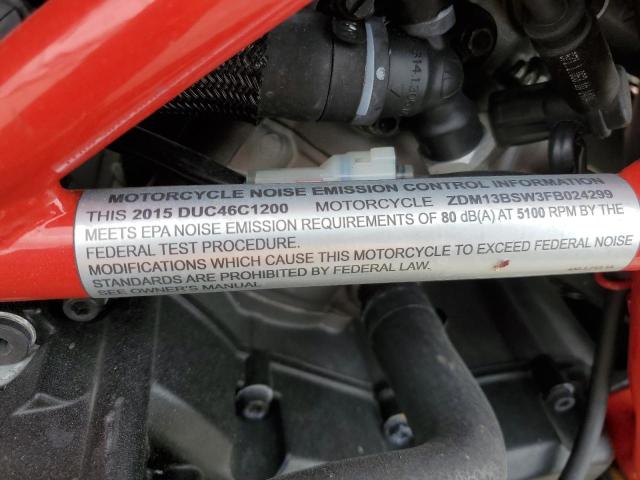 MOTORCYCLE NOISE EMISSION CONTROL INFORMATION
THIS 2015 DUC46C1200 MOTORCYCLE ZDM13BSW3FB024299
MEETS EPA NOISE EMISSION REQUIREMENTS OF 80 dB(A) AT 5100 RPM BY THE
FEDERAL TEST PROCEDURE.
MODIFICATIONS WHICH CAUSE THIS MOTORCYCLE TO EXCEED FEDERAL NOISE
STANDARDS ARE PROHIBITED BY FEDERAL LAW.
SEE OWNER'S MANUAL